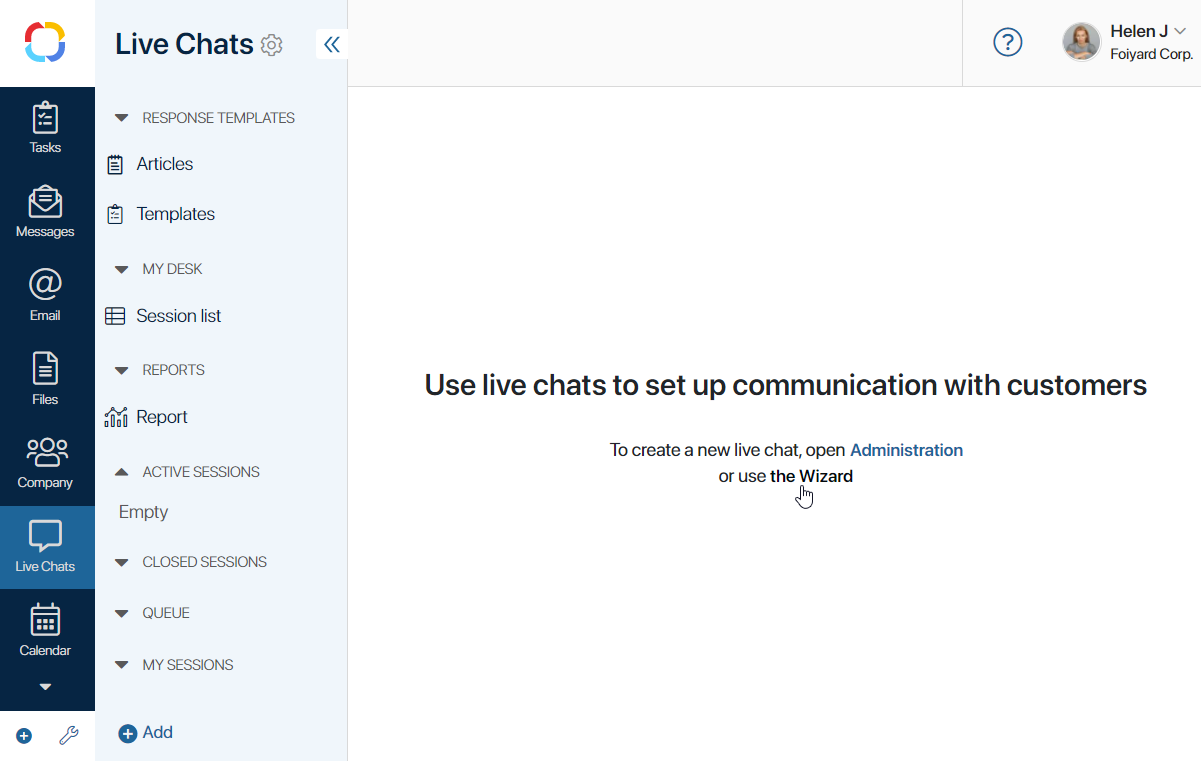 Live Chats
Helen J
Foiyard Corp.
Tasks
Messages
Email
Files
Company
Live Chats
Calendar
RESPONSE TEMPLATES
Articles
Templates
MY DESK
Session list
REPORTS
Report
ACTIVE SESSIONS
Empty
CLOSED SESSIONS
QUEUE
MY SESSIONS
Add
Use live chats to set up communication with customers
To create a new live chat, open Administration
or use the Wizard